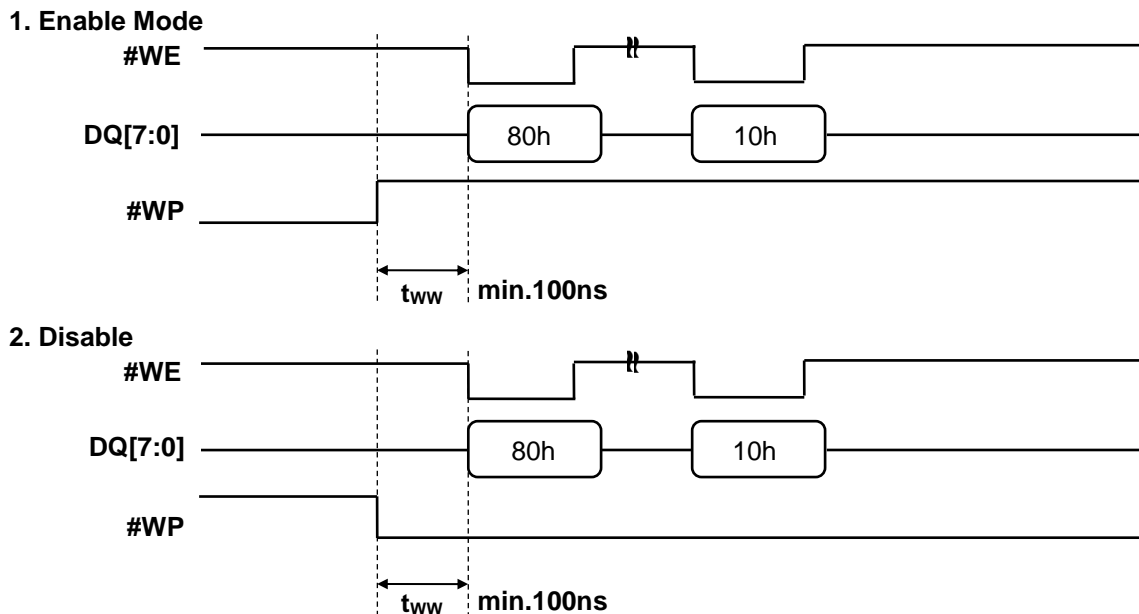 1. Enable Mode
#WE
DQ[7:0]
80h
10h
#WP
tWW min.100ns
2. Disable
#WE
DQ[7:0]
80h
10h
#WP
tWW min.100ns